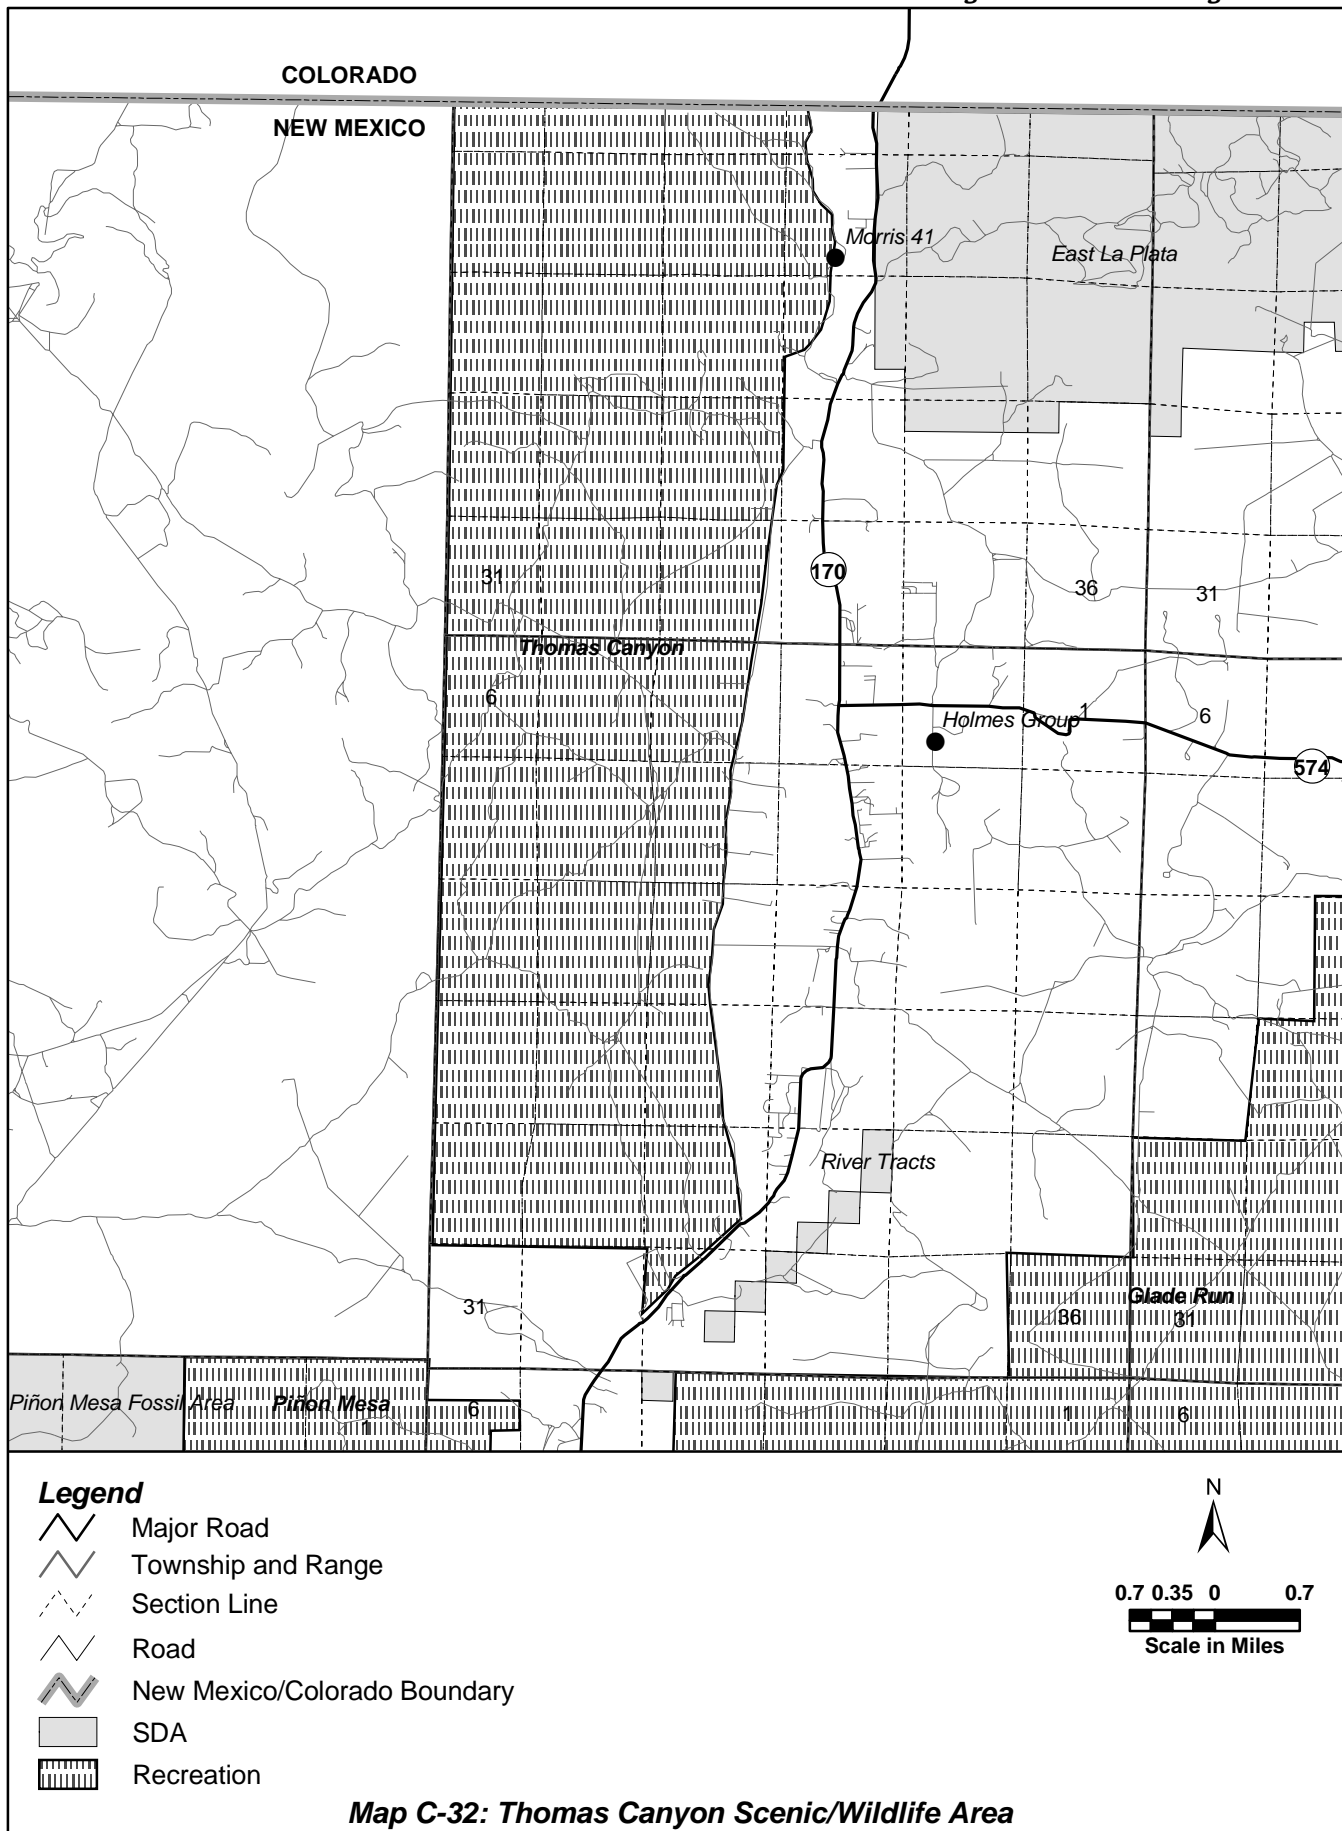 COLORADO
NEW MEXICO
Morris 41
East La Plata
170
31
36
31
Thomas Canyon
6
1
6
Holmes Group
574
River Tracts
31
Glade Run
36
31
Piñon Mesa Fossil Area
Piñon Mesa
1
6
1
6
Legend
Major Road
Township and Range
Section Line
Road
New Mexico/Colorado Boundary
SDA
Recreation
N
0.7 0.35 0 0.7
Scale in Miles
Map C-32: Thomas Canyon Scenic/Wildlife Area